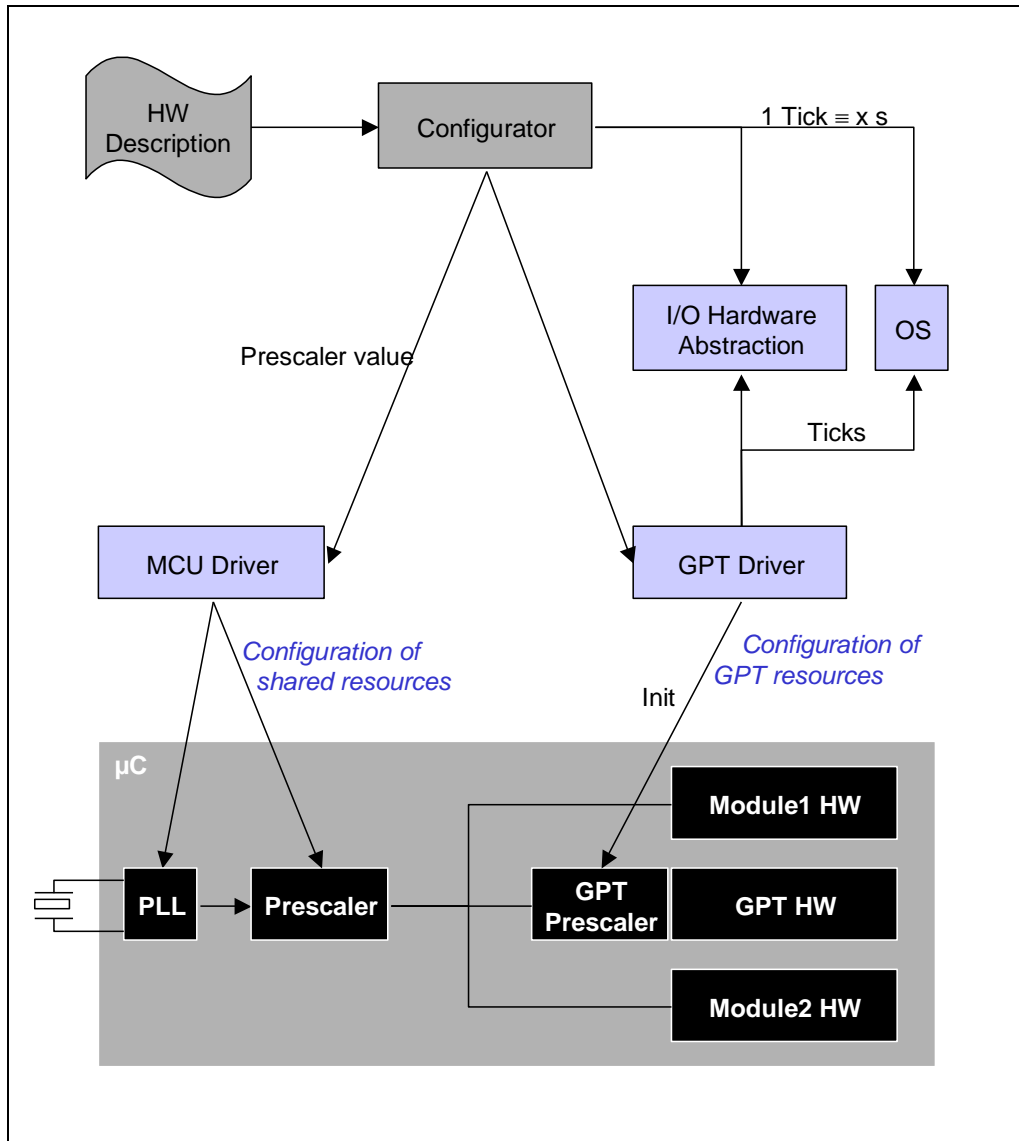 HW
Description
Configurator
1 Tick ≡ x s
I/O Hardware
Abstraction
OS
Prescaler value
Ticks
MCU Driver
GPT Driver
Configuration of
shared resources
Configuration of
GPT resources
Init
µC
Module1 HW
PLL
Prescaler
GPT
Prescaler
GPT HW
Module2 HW